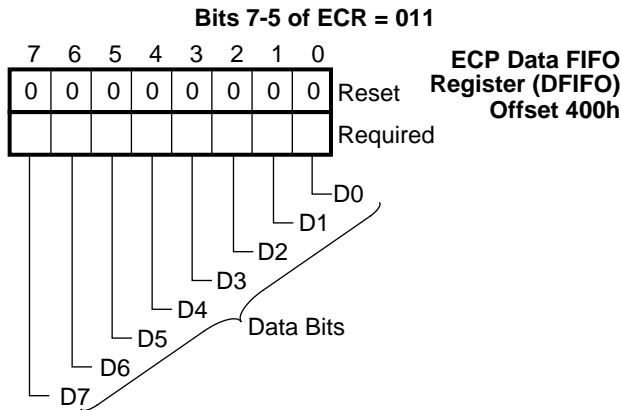 Bits 7-5 of ECR = 011
7 6 5 4 3 2 1 0
ECP Data FIFO
Register (DFIFO)
Offset 400h
0 0 0 0 0 0 0 0 Reset
Required
D0
D1
D2
D3
D4
Data Bits
D5
D6
D7